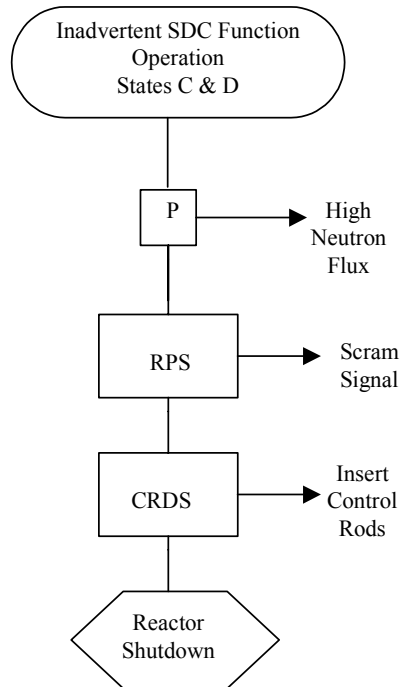 Inadvertent SDC Function
Operation
States C & D
P
High
Neutron
Flux
RPS
Scram
Signal
CRDS
Insert
Control
Rods
Reactor
Shutdown